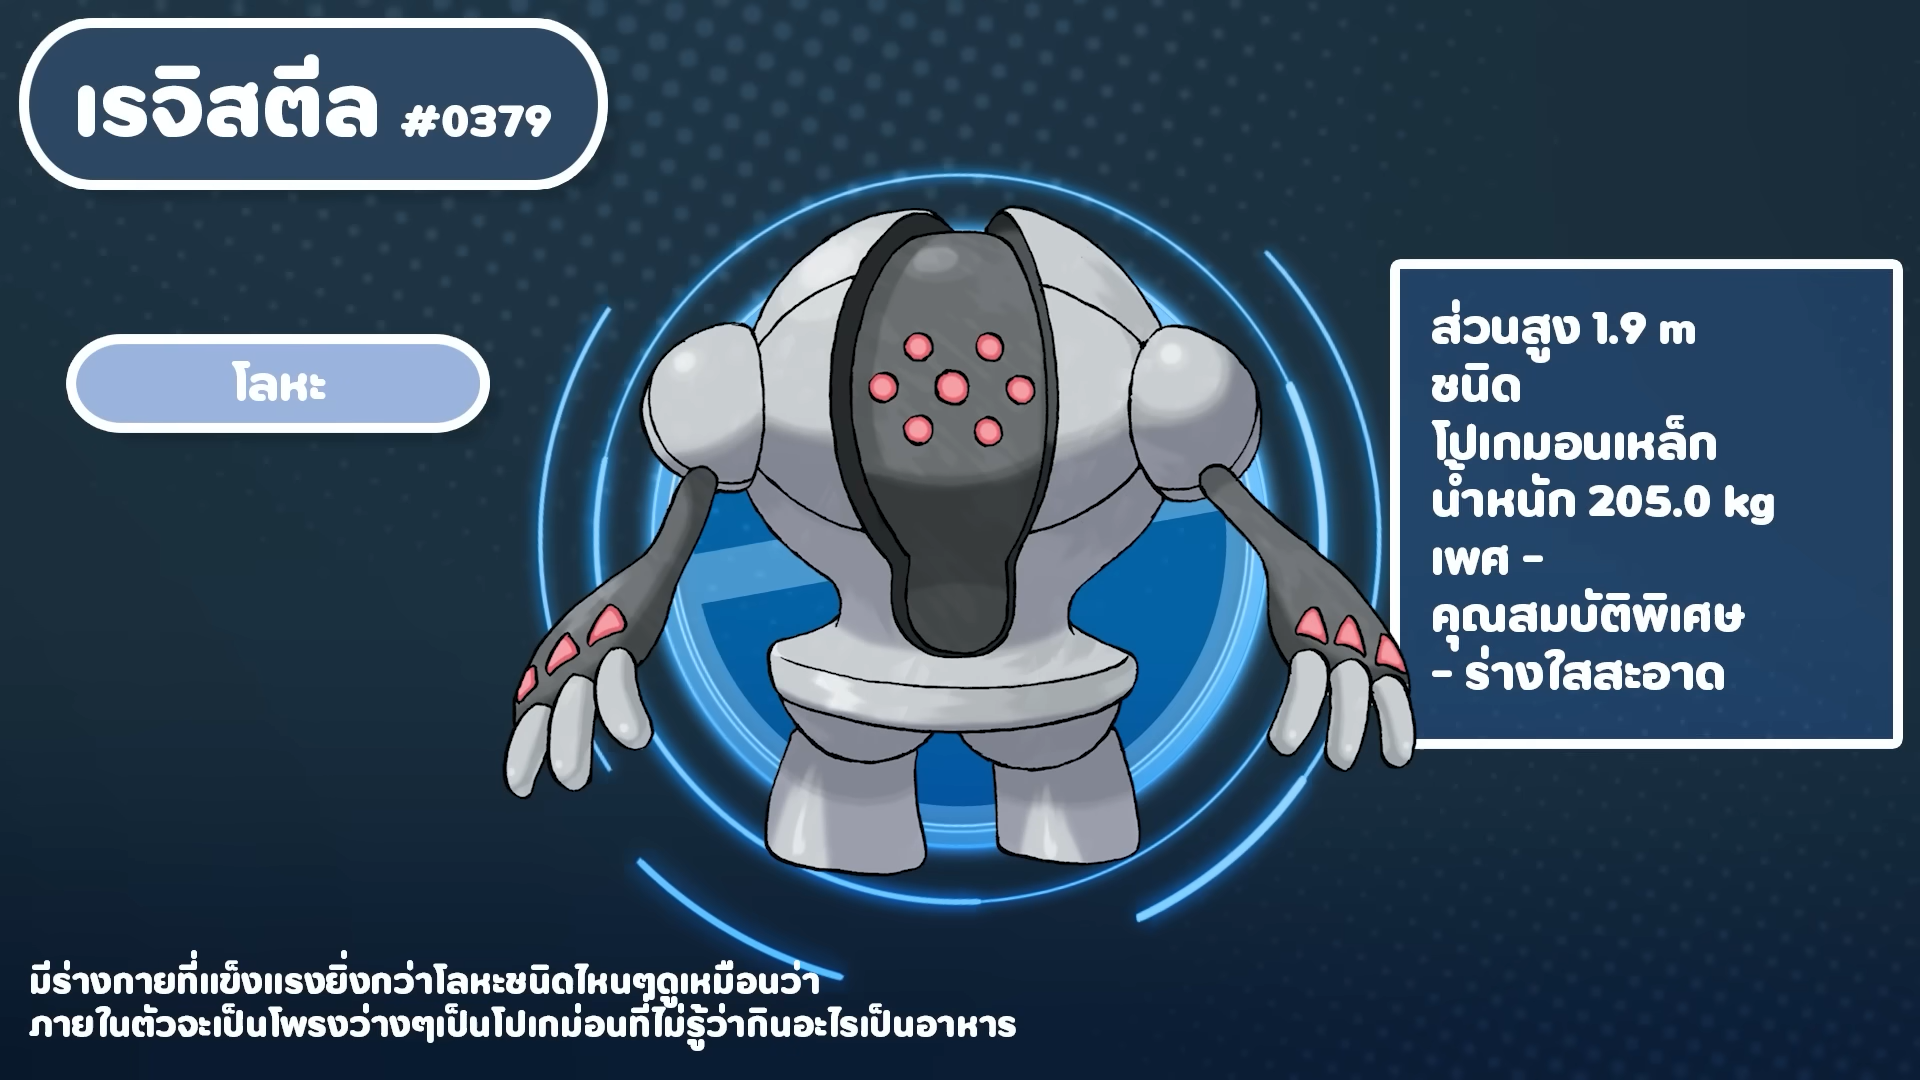 เรจิสตีล #0379
โลหะ
ส่วนสูง 1.9 m
ชนิด
โปเกมอนเหล็ก
น้ำหนัก 205.0 kg
เพศ -
คุณสมบัติพิเศษ
- ร่างใสสะอาด
มีร่างกายที่แข็งแรงยิ่งกว่าโลหะชนิดไหนๆดูเหมือนว่า
ภายในตัวจะเป็นโพรงว่างๆเป็นโปเกม่อนที่ไม่รู้ว่ากินอะไรเป็นอาหาร